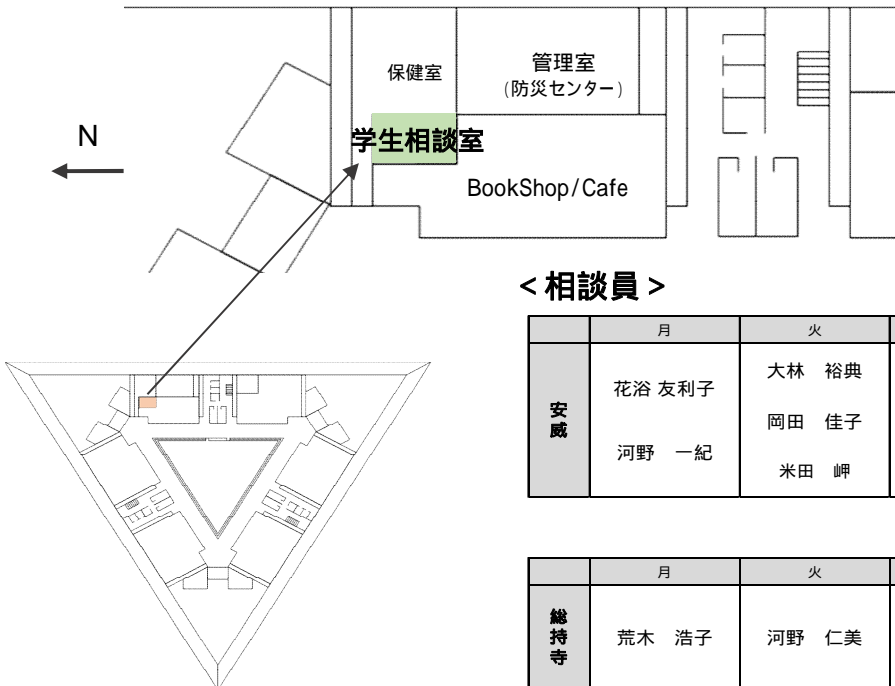 保健室
管理室
(防災センター)
N
学生相談室
BookShop/Cafe
<相談員>
月 火
安威
花谷 友利子
河野 一紀
大林 裕典
岡田 佳子
米田 岬
月 火
総持寺
荒木 浩子
河野 仁美